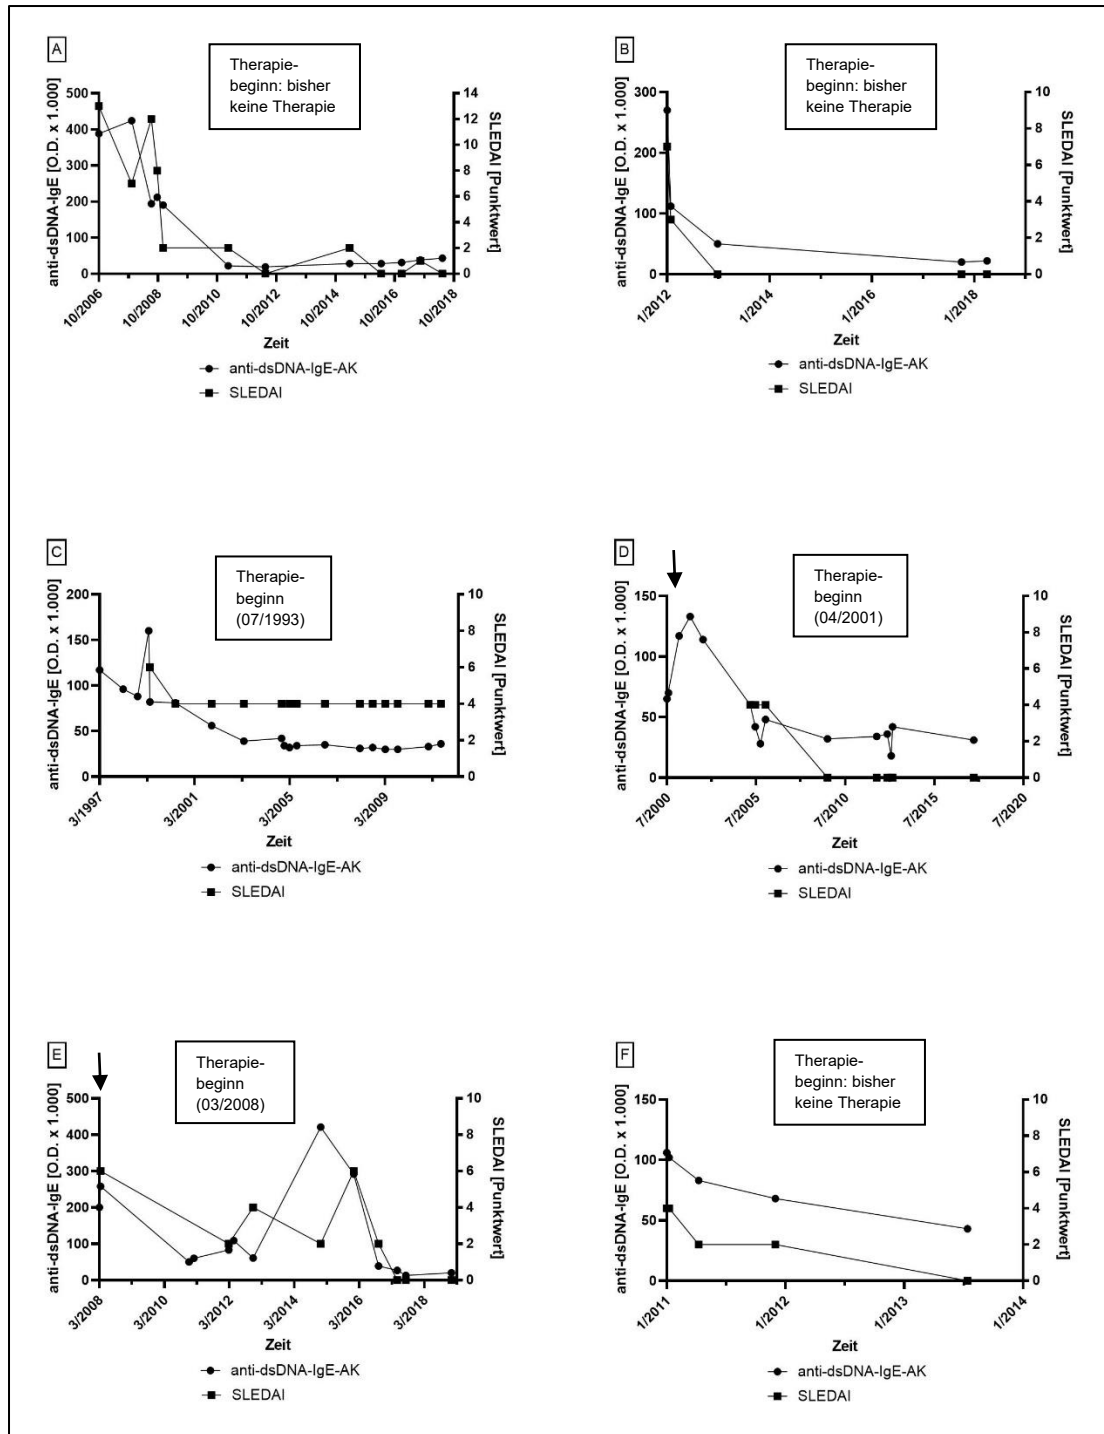 A
Therapie-
beginn: bisher
keine Therapie
anti-dsDNA-IgE [O.D. x 1.000]
500
400
300
200
100
0
14
12
10
8
6
4
2
0
SLEDAI [Punktwert]
10/2006
10/2008
10/2010
10/2012
10/2014
10/2016
10/2018
Zeit
anti-dsDNA-IgE-AK
SLEDAI
B
Therapie-
beginn: bisher
keine Therapie
anti-dsDNA-IgE [O.D. x 1.000]
300
200
100
0
10
8
6
4
2
0
SLEDAI [Punktwert]
1/2012
1/2014
1/2016
1/2018
Zeit
anti-dsDNA-IgE-AK
SLEDAI
C
Therapie-
beginn
(07/1993)
anti-dsDNA-IgE [O.D. x 1.000]
200
150
100
50
0
10
8
6
4
2
0
SLEDAI [Punktwert]
3/1997
3/2001
3/2005
3/2009
Zeit
anti-dsDNA-IgE-AK
SLEDAI
D
Therapie-
beginn
(04/2001)
anti-dsDNA-IgE [O.D. x 1.000]
150
100
50
0
10
8
6
4
2
0
SLEDAI [Punktwert]
7/2000
7/2005
7/2010
7/2015
7/2020
Zeit
anti-dsDNA-IgE-AK
SLEDAI
E
Therapie-
beginn
(03/2008)
anti-dsDNA-IgE [O.D. x 1.000]
500
400
300
200
100
0
10
8
6
4
2
0
SLEDAI [Punktwert]
3/2008
3/2010
3/2012
3/2014
3/2016
3/2018
Zeit
anti-dsDNA-IgE-AK
SLEDAI
F
Therapie-
beginn: bisher
keine Therapie
anti-dsDNA-IgE [O.D. x 1.000]
150
100
50
0
10
8
6
4
2
0
SLEDAI [Punktwert]
1/2011
1/2012
1/2013
1/2014
Zeit
anti-dsDNA-IgE-AK
SLEDAI